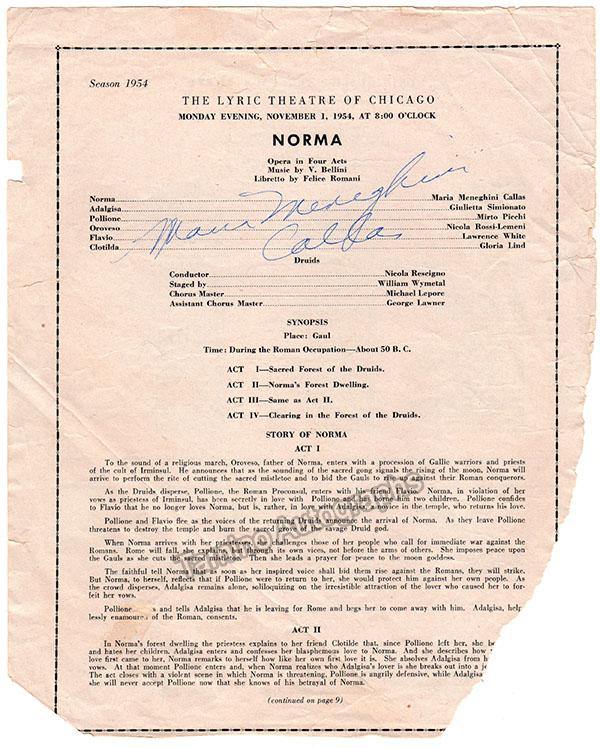 Season 1954
THE LYRIC THEATRE OF CHICAGO
MONDAY EVENING, NOVEMBER 1, 1954, AT 8:00 O'CLOCK
NORMA
Opera in Four Acts
Music by V. Bellini
Libretto by Felice Romani
Norma Maria Meneghini Callas
Adalgisa Giulietta Simionato
Pollione Mirto Picchi
Oroveso Nicola Rossi-Lemeni
Flavio Lawrence White
Clotilda Gloria Lind
Maria Meneghini
Callas
Druids
Conductor Nicola Rescigno
Staged by William Wymetal
Chorus Master Michael Lepore
Assistant Chorus Master George Lawner
SYNOPSIS
Place: Gaul
Time: During the Roman Occupation—About 50 B. C.
ACT I—Sacred Forest of the Druids.
ACT II—Norma's Forest Dwelling.
ACT III—Same as Act II.
ACT IV—Clearing in the Forest of the Druids.
STORY OF NORMA
ACT I
To the sound of a religious march, Oroveso, father of Norma, enters with a procession of Gallic warriors and priests
of the cult of Irminsul. He announces that as the sounding of the sacred gong signals the rising of the moon, Norma will
arrive to perform the rite of cutting the sacred mistletoe and to bid the Gauls to rise against their Roman conquerors.
As the Druids disperse, Pollione, the Roman Proconsul, enters with his friend Flavio. Norma, in violation of her
vows as priestess of Irminsul, has been secretly in love with Pollione and has borne him two children. Pollione confides
to Flavio that he no longer loves Norma, but is, rather, in love with Adalgisa, a novice in the temple, who returns his love.
Pollione and Flavio flee as the voices of the returning Druids announce the arrival of Norma. As they leave Pollione
threatens to destroy the temple and burn the sacred grove of the savage Druid god.
When Norma arrives with her priestesses she challenges those of her people who call for immediate war against the
Romans. Rome will fall, she says, through its own vices, not before the arms of others. She imposes peace upon
the Gauls as she cuts the sacred mistletoe. Then she leads a prayer for peace to the moon goddess.
The faithful tell Norma that as soon as her inspired voice shall bid them rise against the Romans, they will strike.
But Norma, to herself, reflects that if Pollione were to return to her, she would protect him against her own people. As
the crowd disperses, Adalgisa remains alone, soliloquizing on the irresistible attraction of the lover who caused her to for-
feit her vows.
Pollione s and tells Adalgisa that he is leaving for Rome and begs her to come away with him. Adalgisa, help
lessly enamoure of the Roman, consents.
ACT II
In Norma's forest dwelling the priestess explains to her friend Clotilde that, since Pollione left her, she
and hates her children. Adalgisa enters and confesses her blasphemous love to Norma. And she describes how
love first came to her, Norma remarks to herself how like her own first love it is. She absolves Adalgisa from
vows. At that moment Pollione enters and, when Norma realizes who Adalgisa's lover is she breaks out into a
The act closes with a violent scene in which Norma is threatening, Pollione is angrily defensive, while Adalgisa
she will never accept Pollione now that she knows of his betrayal of Norma.
(continued on page 9)
Tamino Autographs